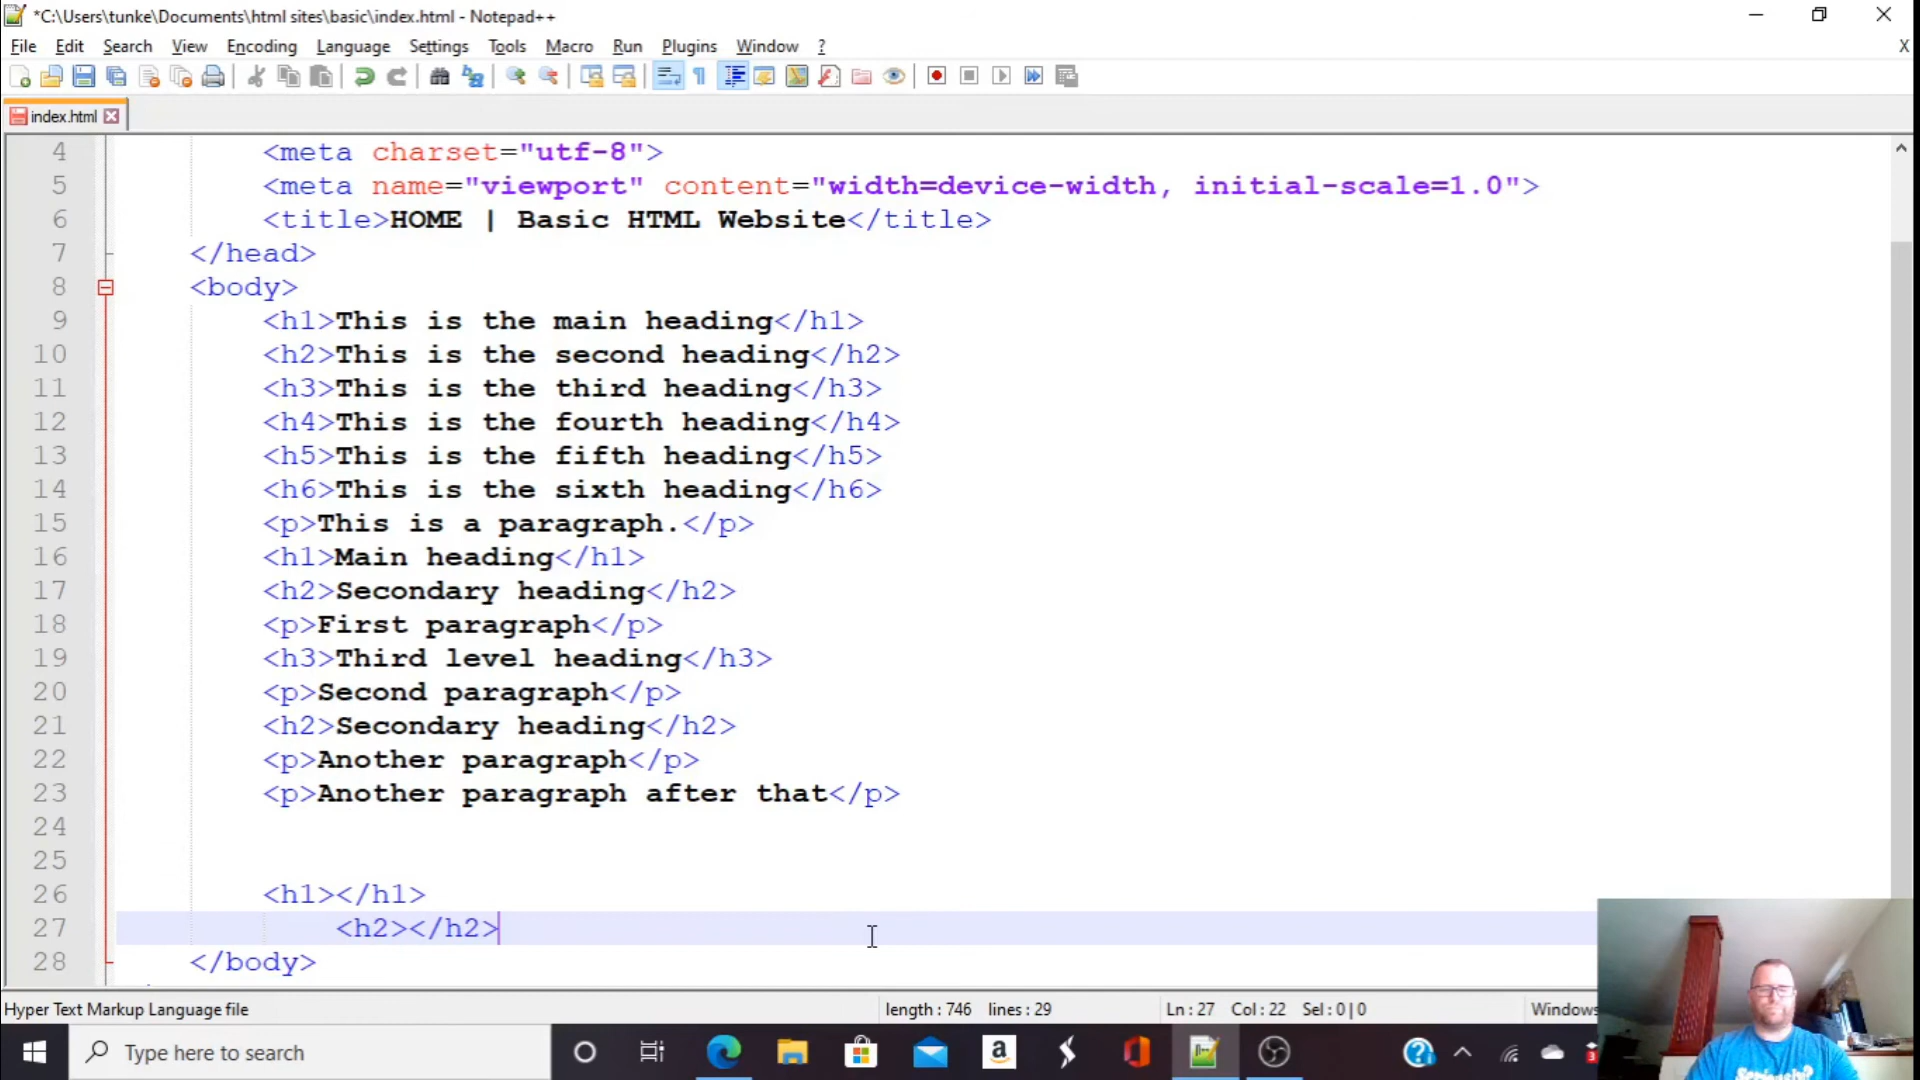 *C:\Users\tunke\Documents\html sites\basic\index.html - Notepad++
File Edit Search View Encoding Language Settings Tools Macro Run Plugins Window ? X
index.html
4 <meta charset="utf-8">
5 <meta name="viewport" content="width=device-width, initial-scale=1.0">
6 <title>HOME | Basic HTML Website</title>
7 </head>
8 <body>
9 <h1>This is the main heading</h1>
10 <h2>This is the second heading</h2>
11 <h3>This is the third heading</h3>
12 <h4>This is the fourth heading</h4>
13 <h5>This is the fifth heading</h5>
14 <h6>This is the sixth heading</h6>
15 <p>This is a paragraph.</p>
16 <h1>Main heading</h1>
17 <h2>Secondary heading</h2>
18 <p>First paragraph</p>
19 <h3>Third level heading</h3>
20 <p>Second paragraph</p>
21 <h2>Secondary heading</h2>
22 <p>Another paragraph</p>
23 <p>Another paragraph after that</p>
24
25
26 <h1></h1>
27 <h2></h2>
28 </body>
Hyper Text Markup Language file length : 746 lines : 29 Ln : 27 Col : 22 Sel : 0 | 0 Windows
Type here to search